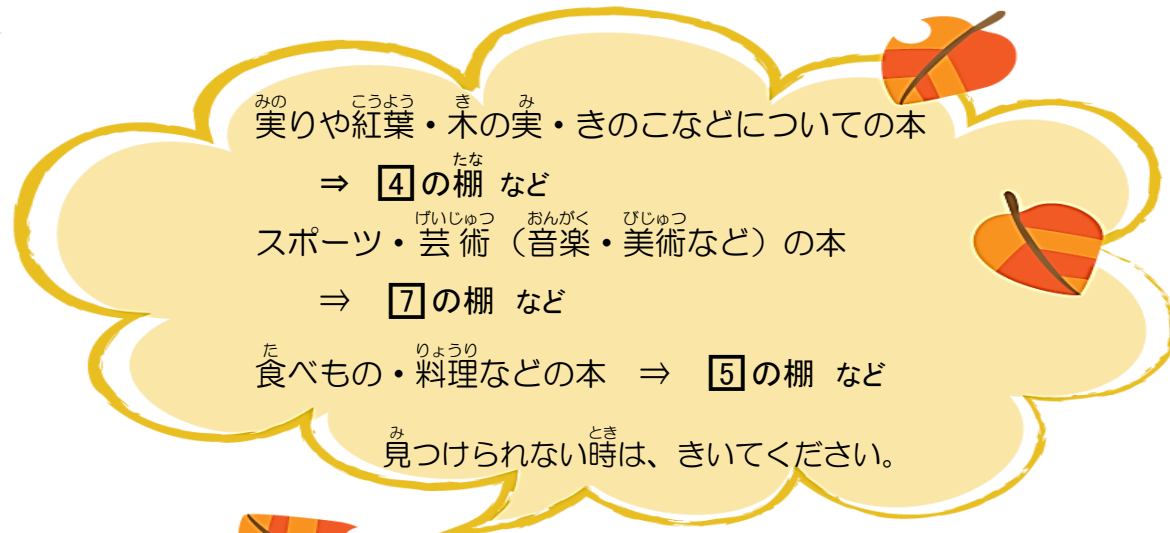 実りや紅葉・木の実・きのこなどについての本
⇒ 4の棚 など
スポーツ・芸術（音楽・美術など）の本
⇒ 7の棚 など
食べもの・料理などの本 ⇒ 5の棚 など
見つけられない時は、きいてください。